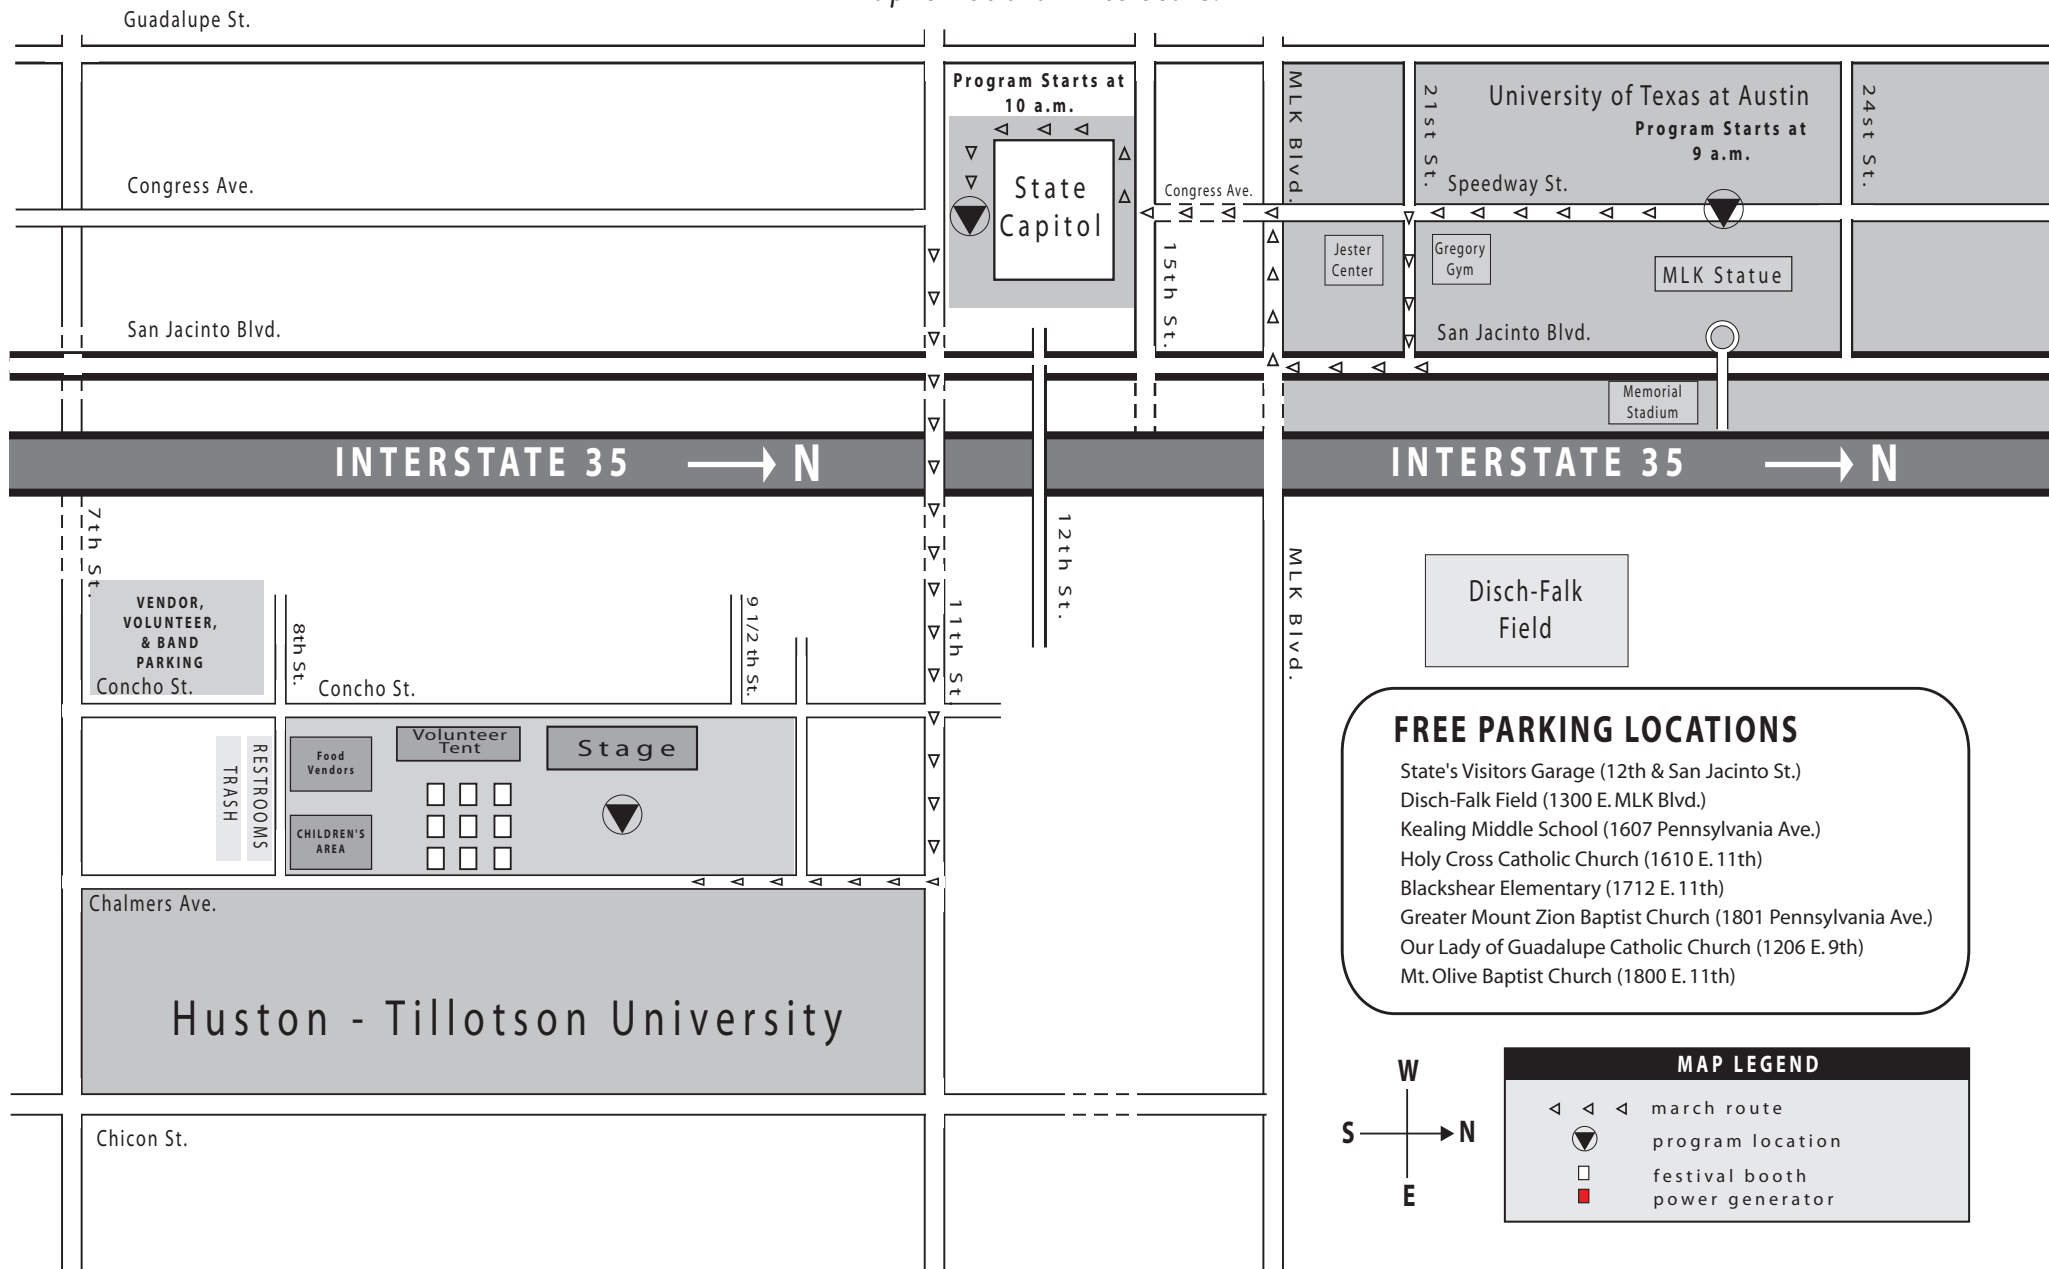 Guadalupe St.
Program Starts at
10 a.m.
MLK Blvd.
21st St.
University of Texas at Austin
Program Starts at
9 a.m.
24st St.
Congress Ave.
State
Capitol
Congress Ave.
Speedway St.
15th St.
Jester
Center
Gregory
Gym
MLK Statue
San Jacinto Blvd.
San Jacinto Blvd.
Memorial
Stadium
INTERSTATE 35
N
INTERSTATE 35
N
7th St.
12th St.
MLK Blvd.
Disch-Falk
Field
VENDOR,
VOLUNTEER,
& BAND
PARKING
8th St.
9 1/2 th St.
11th St.
Concho St.
Concho St.
RESTROOMS
TRASH
Food
Vendors
Volunteer
Tent
Stage
CHILDREN'S
AREA
Chalmers Ave.
Huston - Tillotson University
Chicon St.
FREE PARKING LOCATIONS
State's Visitors Garage (12th & San Jacinto St.)
Disch-Falk Field (1300 E. MLK Blvd.)
Kealing Middle School (1607 Pennsylvania Ave.)
Holy Cross Catholic Church (1610 E. 11th)
Blackshear Elementary (1712 E. 11th)
Greater Mount Zion Baptist Church (1801 Pennsylvania Ave.)
Our Lady of Guadalupe Catholic Church (1206 E. 9th)
Mt. Olive Baptist Church (1800 E. 11th)
W
S
N
E
MAP LEGEND
march route
program location
festival booth
power generator